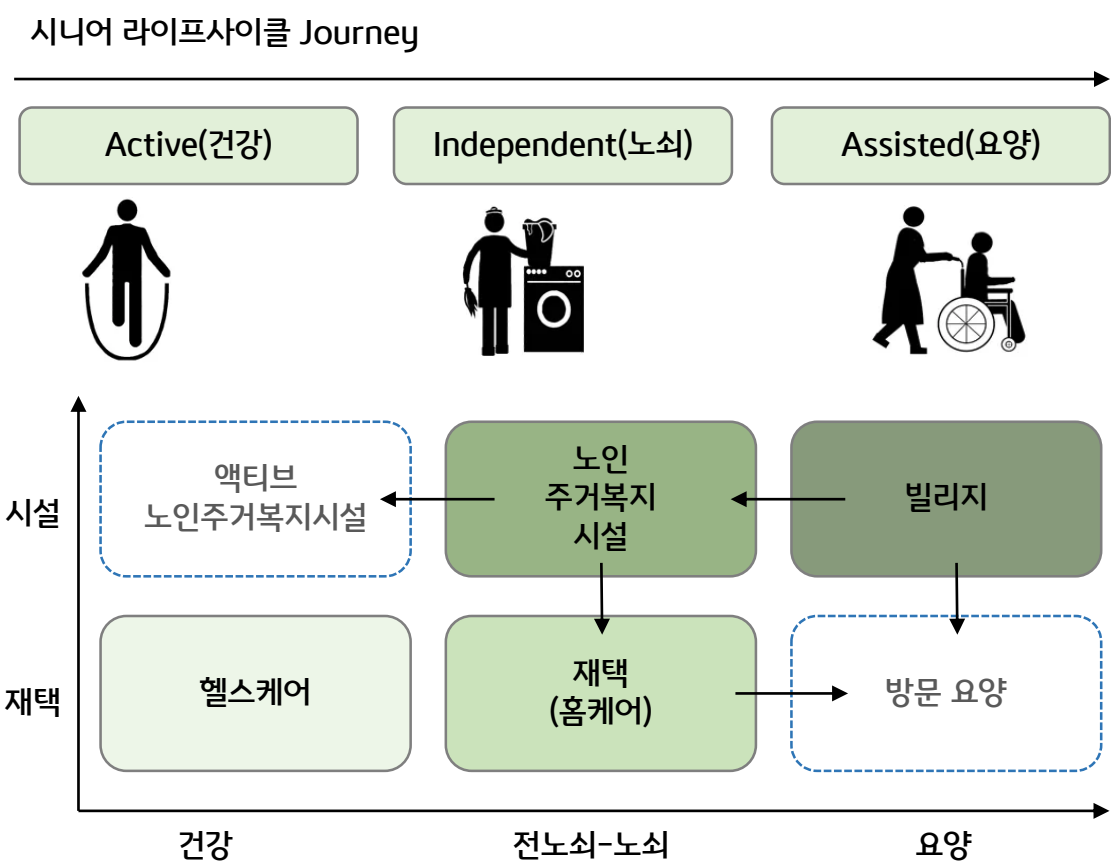 시니어 라이프사이클 Journey
Active(건강)
Independent(노쇠)
Assisted(요양)
시설
액티브
노인주거복지시설
노인
주거복지
시설
빌리지
재택
헬스케어
재택
(홈케어)
방문 요양
건강
전노쇠-노쇠
요양